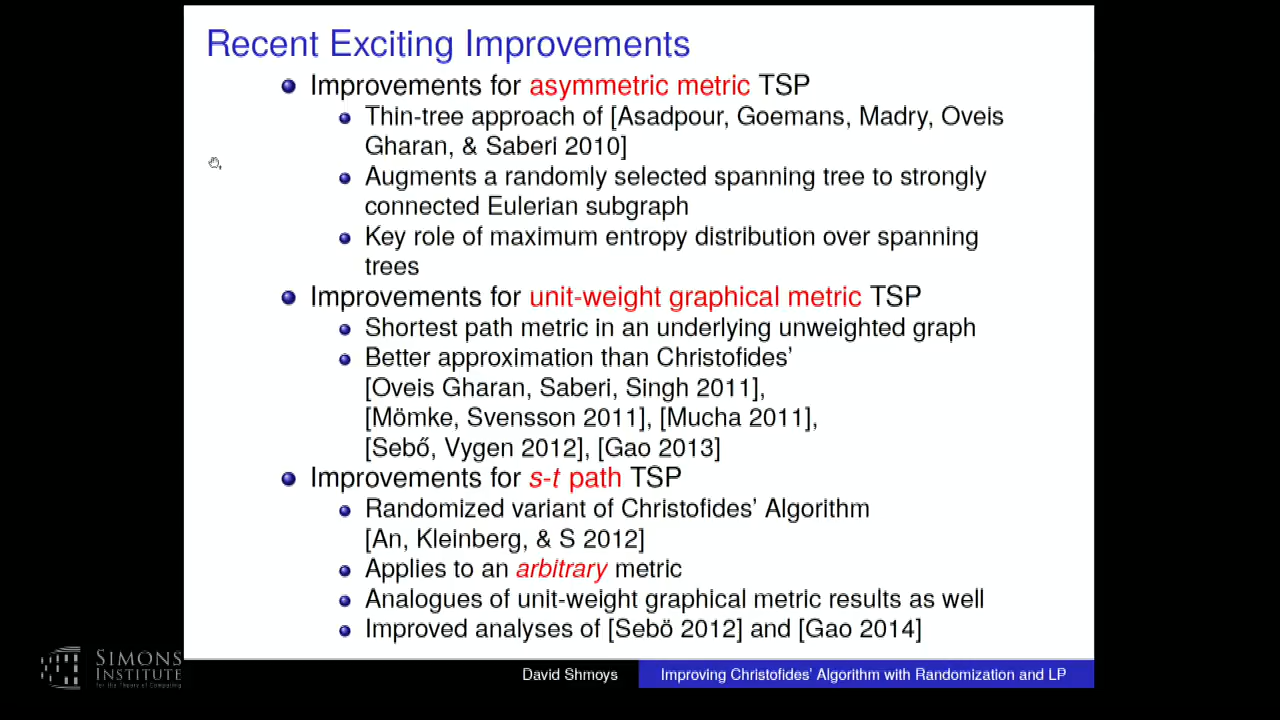 Recent Exciting Improvements
Improvements for asymmetric metric TSP
Thin-tree approach of [Asadpour, Goemans, Madry, Oveis
Gharan, & Saberi 2010]
Augments a randomly selected spanning tree to strongly
connected Eulerian subgraph
Key role of maximum entropy distribution over spanning
trees
Improvements for unit-weight graphical metric TSP
Shortest path metric in an underlying unweighted graph
Better approximation than Christofides'
[Oveis Gharan, Saberi, Singh 2011],
[Mömke, Svensson 2011], [Mucha 2011],
[Sebő, Vygen 2012], [Gao 2013]
Improvements for s-t path TSP
Randomized variant of Christofides' Algorithm
[An, Kleinberg, & S 2012]
Applies to an arbitrary metric
Analogues of unit-weight graphical metric results as well
Improved analyses of [Sebö 2012] and [Gao 2014]
SIMONS
INSTITUTE
for the Theory of Computing
David Shmoys
Improving Christofides' Algorithm with Randomization and LP